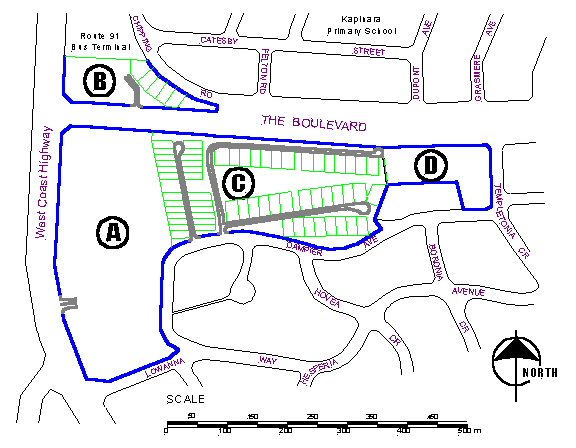 Route 91
Bus Terminal
CHIPPING
RD
Kapinara
Primary School
CATESBY STREET
FELTON RD
DUPONT AVE
GRASMERE AVE
B
THE BOULEVARD
West Coast Highway
A
C
D
TEMPLETONIA CR
DAMPIER AVE
BORONIA
AVENUE
DR
HOVEA
CR
HESPERIA
WAY
LOWANNA
NORTH
SCALE
50 150 250 350 450
0 100 200 300 400 500 m